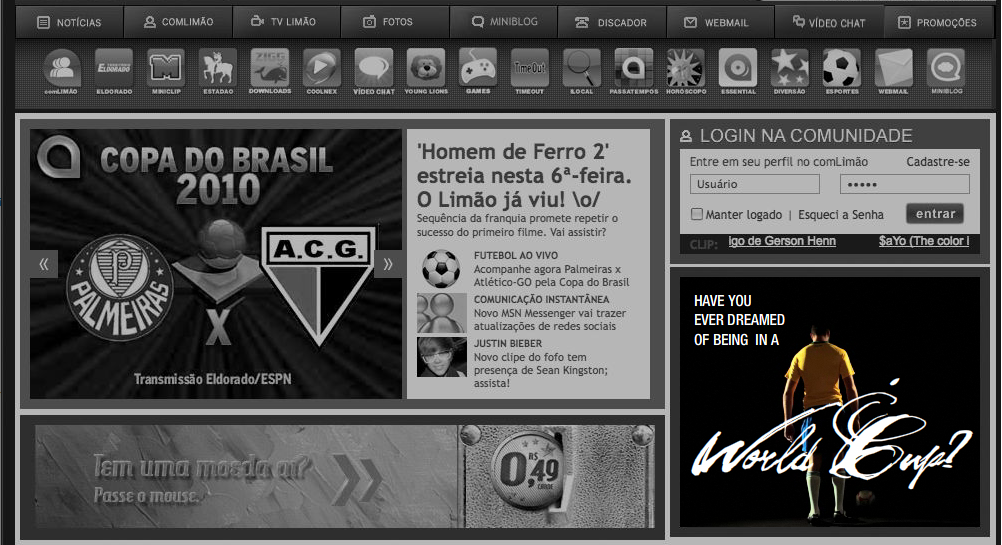 NOTÍCIAS
COMLIMÃO
TV LIMÃO
FOTOS
MINIBLOG
DISCADOR
WEBMAIL
VÍDEO CHAT
PROMOÇÕES
ELDORADO
M
ZIGG
TimeOut
comLIMÃO
ELDORADO
MINICLIP
ESTADAO
DOWNLOADS
COOLNEX
VÍDEO CHAT
YOUNG LIONS
GAMES
TIMEOUT
ILOCAL
PASSATEMPOS
HOROSCOPO
ESSENTIAL
DIVERSÃO
ESPORTES
WEBMAIL
MINIBLOG
COPA DO BRASIL
2010
«
P
PALMEIRAS
X
A.C.G.
»
Transmissão Eldorado/ESPN
'Homem de Ferro 2'
estreia nesta 6ª-feira.
O Limão já viu! \o/
Sequência da franquia promete repetir o
sucesso do primeiro filme. Vai assistir?
FUTEBOL AO VIVO
Acompanhe agora Palmeiras x
Atlético-GO pela Copa do Brasil
COMUNICAÇÃO INSTANTÂNEA
Novo MSN Messenger vai trazer
atualizações de redes sociais
JUSTIN BIEBER
Novo clipe do fofo tem
presença de Sean Kingston;
assista!
LOGIN NA COMUNIDADE
Entre em seu perfil no comLimão
Cadastre-se
Usuário
•••••
Manter logado | Esqueci a Senha
entrar
CLIP:
igo de Gerson Henn
$aYo (The color i
HAVE YOU
EVER DREAMED
OF BEING IN A
World Cup?
Tem uma moeda aí?
Passe o mouse.
R$
0,49
CADA